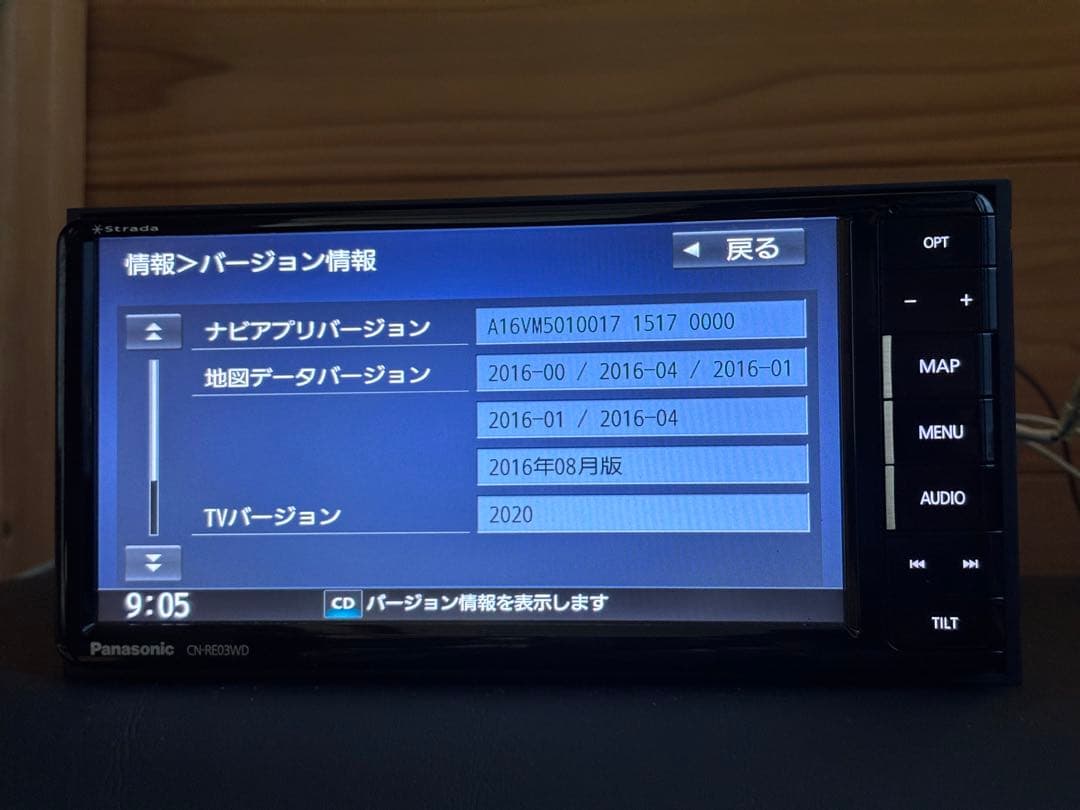 Strada
情報>バージョン情報
◀ 戻る
ナビアプリバージョン A16VM5010017 1517 0000
地図データバージョン 2016-00 / 2016-04 / 2016-01
2016-01 / 2016-04
2016年08月版
TVバージョン 2020
9:05 CD バージョン情報を表示します
Panasonic CN-RE03WD
OPT
− +
MAP
MENU
AUDIO
⏮ ⏭
TILT